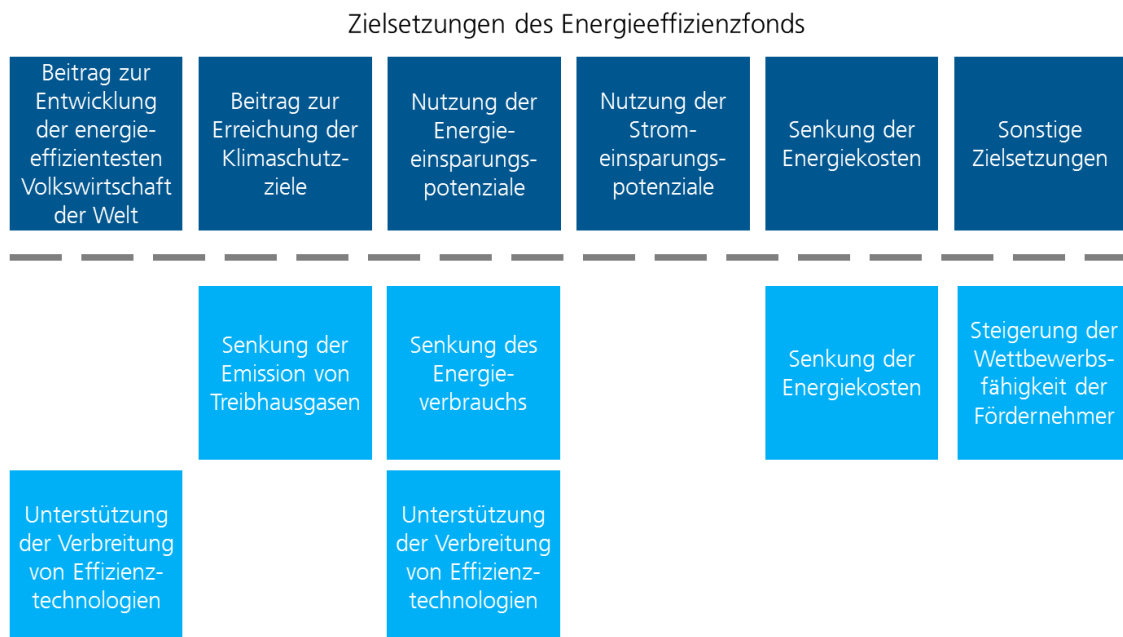 Zielsetzungen des Energieeffizienzfonds
Beitrag zur
Entwicklung
der energie-
effizientesten
Volkswirtschaft
der Welt
Beitrag zur
Erreichung der
Klimaschutz-
ziele
Nutzung der
Energie-
einsparungs-
potenziale
Nutzung der
Strom-
einsparungs-
potenziale
Senkung der
Energiekosten
Sonstige
Zielsetzungen
Senkung der
Emission von
Treibhausgasen
Senkung des
Energie-
verbrauchs
Senkung der
Energiekosten
Steigerung der
Wettbewerbs-
fähigkeit der
Fördernehmer
Unterstützung
der Verbreitung
von Effizienz-
technologien
Unterstützung
der Verbreitung
von Effizienz-
technologien